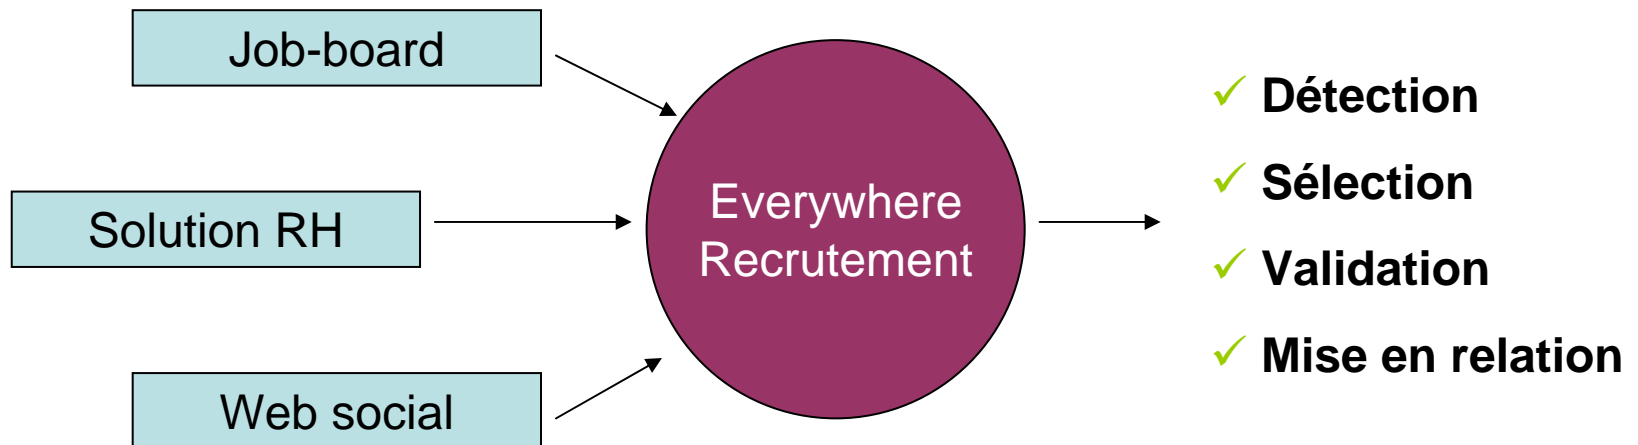 Job-board
Solution RH
Web social
Everywhere
Recrutement
Détection
Sélection
Validation
Mise en relation